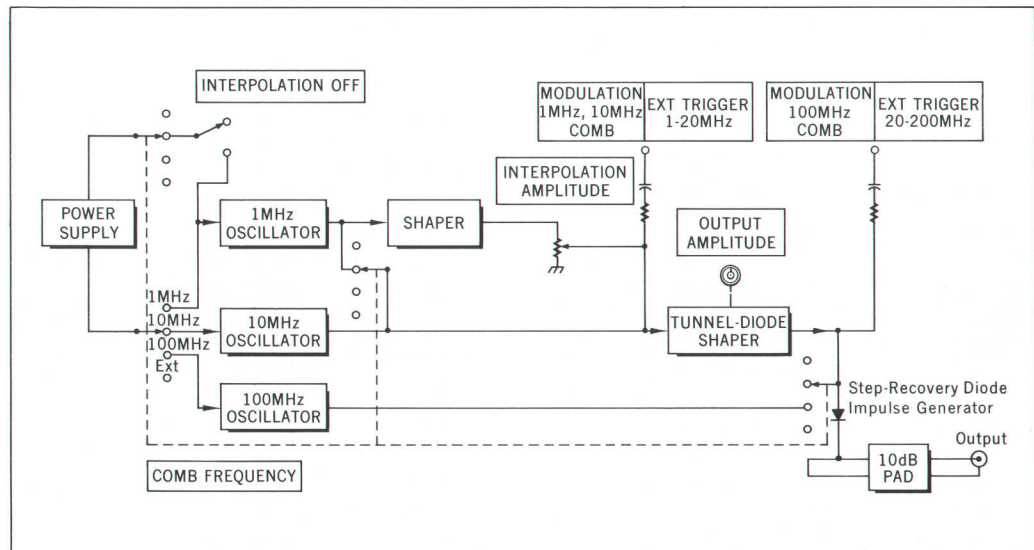 INTERPOLATION OFF
MODULATION
1MHz, 10MHz
COMB
EXT TRIGGER
1-20MHz
MODULATION
100MHz
COMB
EXT TRIGGER
20-200MHz
INTERPOLATION
AMPLITUDE
POWER
SUPPLY
1MHz
OSCILLATOR
SHAPER
OUTPUT
AMPLITUDE
1MHz
10MHz
100MHz
Ext
10MHz
OSCILLATOR
TUNNEL-DIODE
SHAPER
100MHz
OSCILLATOR
Step-Recovery Diode
Impulse Generator
Output
COMB FREQUENCY
10dB
PAD